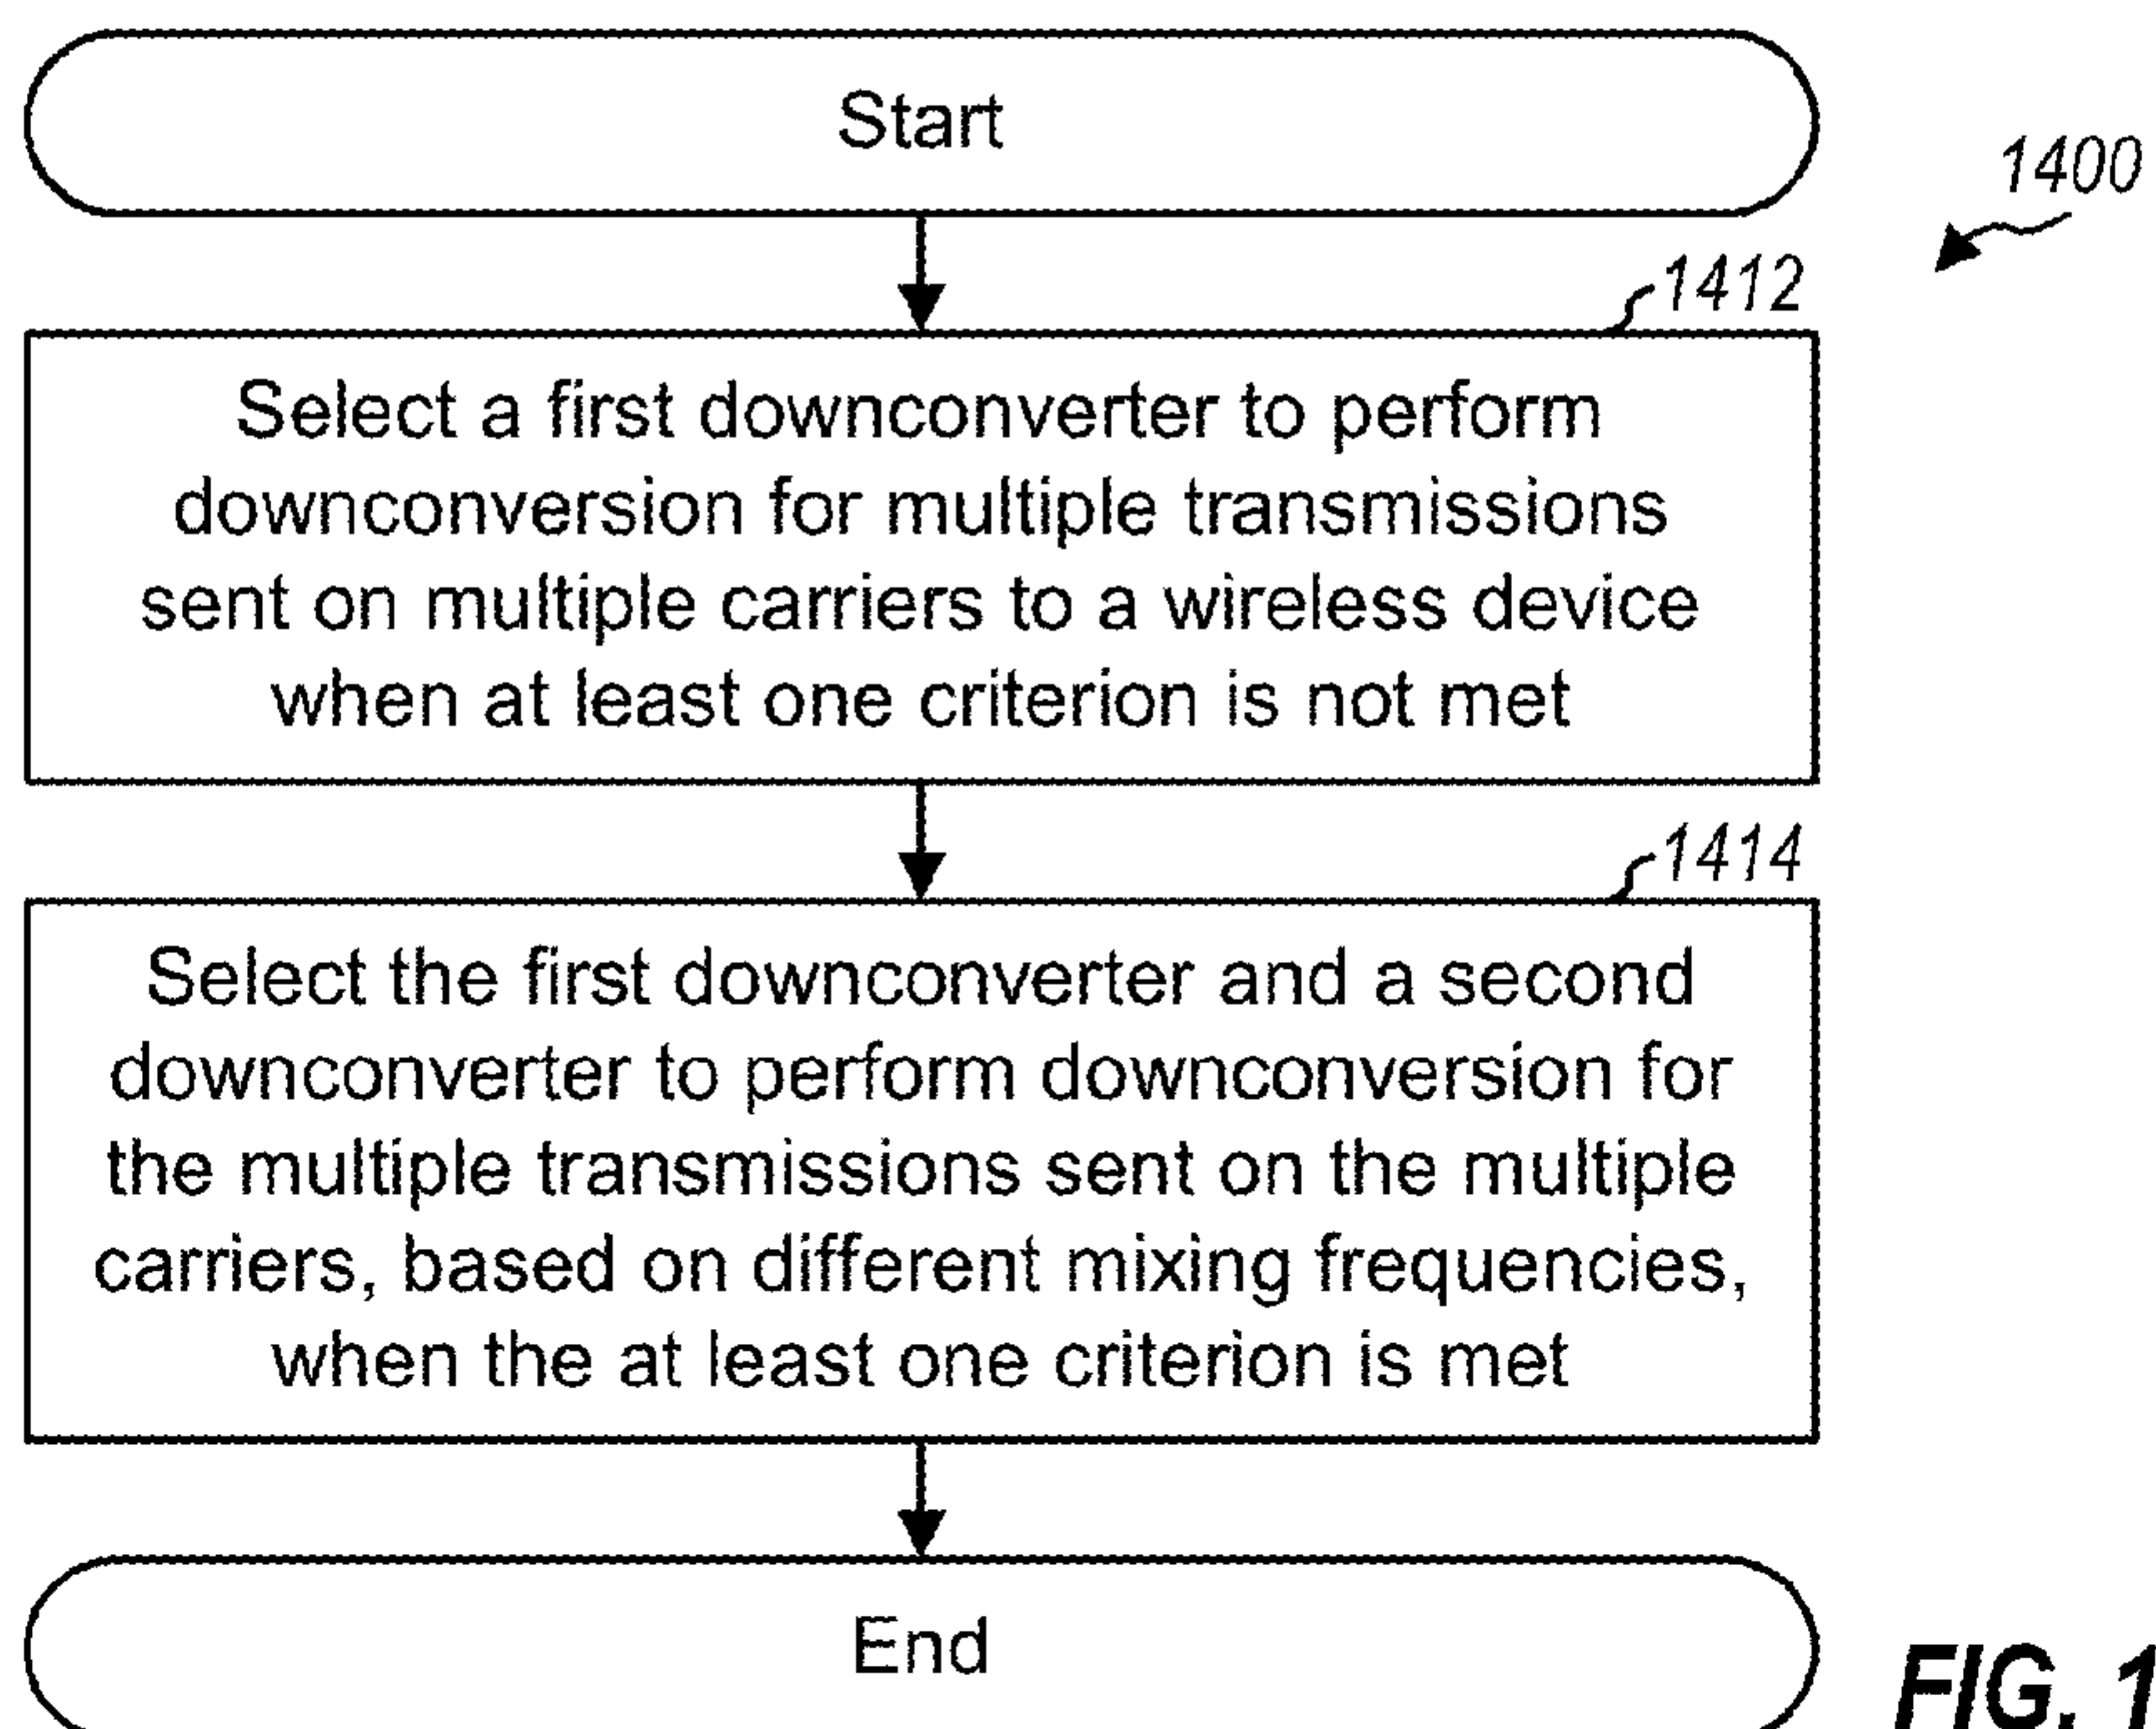 Start
1400
1412
Select a first downconverter to perform
downconversion for multiple transmissions
sent on multiple carriers to a wireless device
when at least one criterion is not met
1414
Select the first downconverter and a second
downconverter to perform downconversion for
the multiple transmissions sent on the multiple
carriers, based on different mixing frequencies,
when the at least one criterion is met
End
FIG. 1